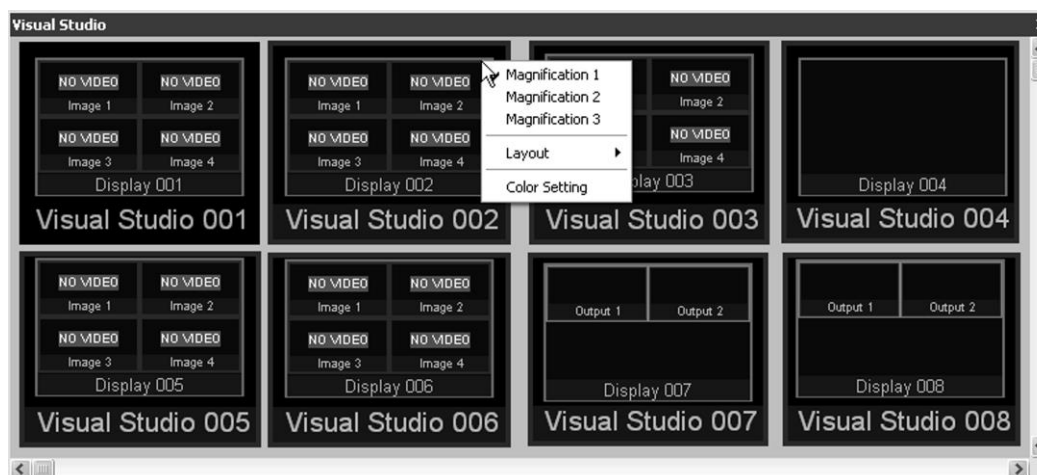 Visual Studio
NO VIDEO NO VIDEO
Image 1 Image 2
NO VIDEO NO VIDEO
Image 3 Image 4
Display 001
Visual Studio 001
NO VIDEO NO VIDEO
Image 1 Image 2
NO VIDEO NO VIDEO
Image 3 Image 4
Display 002
Visual Studio 002
Magnification 1
Magnification 2
Magnification 3
Layout
Color Setting
NO VIDEO
Image 2
NO VIDEO
Image 4
play 003
Visual Studio 003
Display 004
Visual Studio 004
NO VIDEO NO VIDEO
Image 1 Image 2
NO VIDEO NO VIDEO
Image 3 Image 4
Display 005
Visual Studio 005
NO VIDEO NO VIDEO
Image 1 Image 2
NO VIDEO NO VIDEO
Image 3 Image 4
Display 006
Visual Studio 006
Output 1 Output 2
Display 007
Visual Studio 007
Output 1 Output 2
Display 008
Visual Studio 008